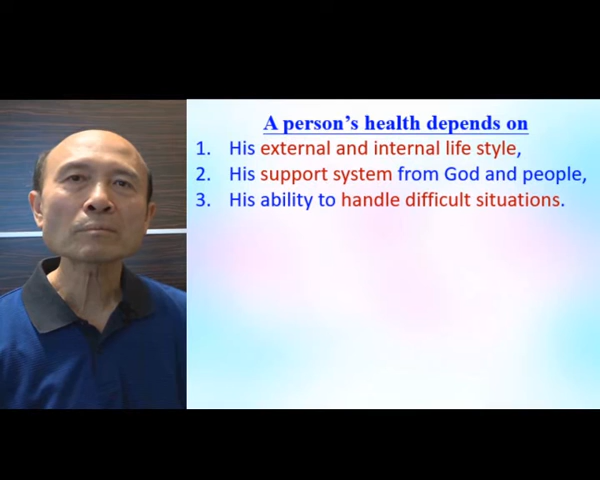 A person's health depends on
1. His external and internal life style,
2. His support system from God and people,
3. His ability to handle difficult situations.